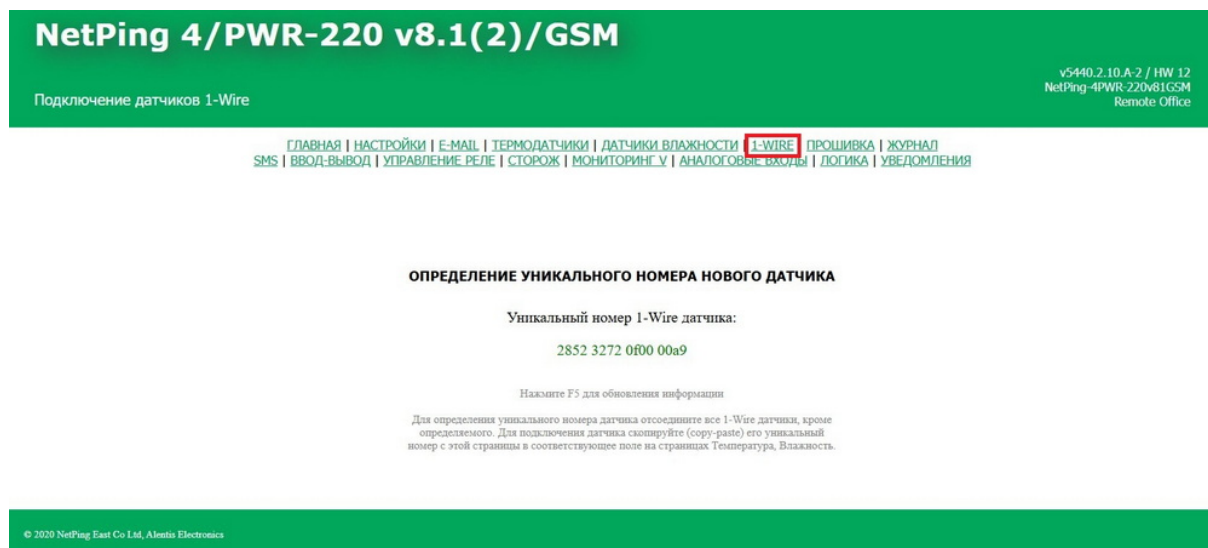 NetPing 4/PWR-220 v8.1(2)/GSM
v5440.2.10.A-2 / HW 12
NetPing-4PWR-220v81GSM
Remote Office
Подключение датчиков 1-Wire
ГЛАВНАЯ | НАСТРОЙКИ | E-MAIL | ТЕРМОДАТЧИКИ | ДАТЧИКИ ВЛАЖНОСТИ | 1-WIRE | ПРОШИВКА | ЖУРНАЛ
SMS | ВВОД-ВЫВОД | УПРАВЛЕНИЕ РЕЛЕ | СТОРОЖ | МОНИТОРИНГ V | АНАЛОГОВЫЕ ВХОДЫ | ЛОГИКА | УВЕДОМЛЕНИЯ
ОПРЕДЕЛЕНИЕ УНИКАЛЬНОГО НОМЕРА НОВОГО ДАТЧИКА
Уникальный номер 1-Wire датчика:
2852 3272 0f00 00a9
Нажмите F5 для обновления информации
Для определения уникального номера датчика отсоедините все 1-Wire датчики, кроме
определяемого. Для подключения датчика скопируйте (copy-paste) его уникальный
номер с этой страницы в соответствующее поле на страницах Температура, Влажность.
© 2020 NetPing East Co Ltd, Alentis Electronics